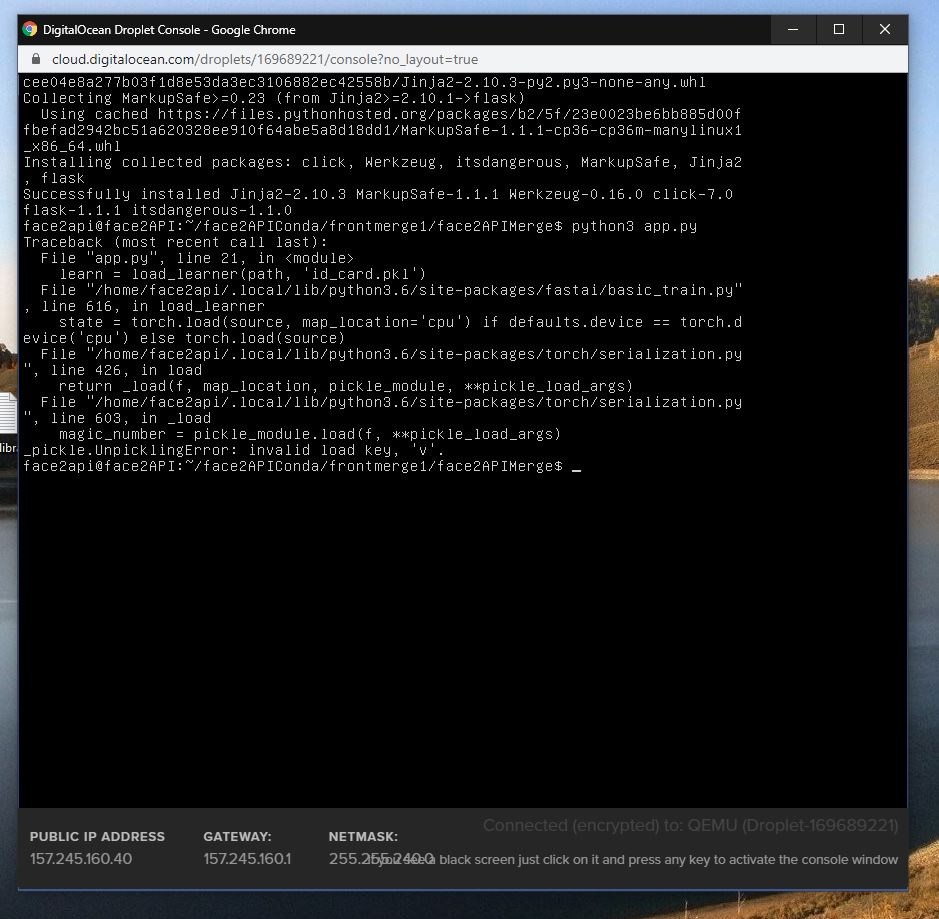 DigitalOcean Droplet Console - Google Chrome
cloud.digitalocean.com/droplets/169689221/console?no_layout=true
cee04e8a277b03f1d8e53da3ec3106882ec42558b/Jinja2-2.10.3-py2.py3-none-any.whl
Collecting MarkupSafe>=0.23 (from Jinja2>=2.10.1->flask)
  Using cached https://files.pythonhosted.org/packages/b2/5f/23e0023be6bb885d00f
fbefad2942bc51a620328ee910f64abe5a8d18dd1/MarkupSafe-1.1.1-cp36-cp36m-manylinux1
_x86_64.whl
Installing collected packages: click, Werkzeug, itsdangerous, MarkupSafe, Jinja2
, flask
Successfully installed Jinja2-2.10.3 MarkupSafe-1.1.1 Werkzeug-0.16.0 click-7.0
flask-1.1.1 itsdangerous-1.1.0
face2api@face2API:~/face2APIConda/frontmerge1/face2APIMerge$ python3 app.py
Traceback (most recent call last):
  File "app.py", line 21, in <module>
    learn = load_learner(path, 'id_card.pkl')
  File "/home/face2api/.local/lib/python3.6/site-packages/fastai/basic_train.py"
, line 616, in load_learner
    state = torch.load(source, map_location='cpu') if defaults.device == torch.d
evice('cpu') else torch.load(source)
  File "/home/face2api/.local/lib/python3.6/site-packages/torch/serialization.py
", line 426, in load
    return _load(f, map_location, pickle_module, **pickle_load_args)
  File "/home/face2api/.local/lib/python3.6/site-packages/torch/serialization.py
", line 603, in _load
    magic_number = pickle_module.load(f, **pickle_load_args)
_pickle.UnpicklingError: invalid load key, 'v'.
face2api@face2API:~/face2APIConda/frontmerge1/face2APIMerge$ _
libr
Connected (encrypted) to: QEMU (Droplet-169689221)
PUBLIC IP ADDRESS GATEWAY: NETMASK:
157.245.160.40 157.245.160.1 255.255.240.0
If you see a black screen just click on it and press any key to activate the console window